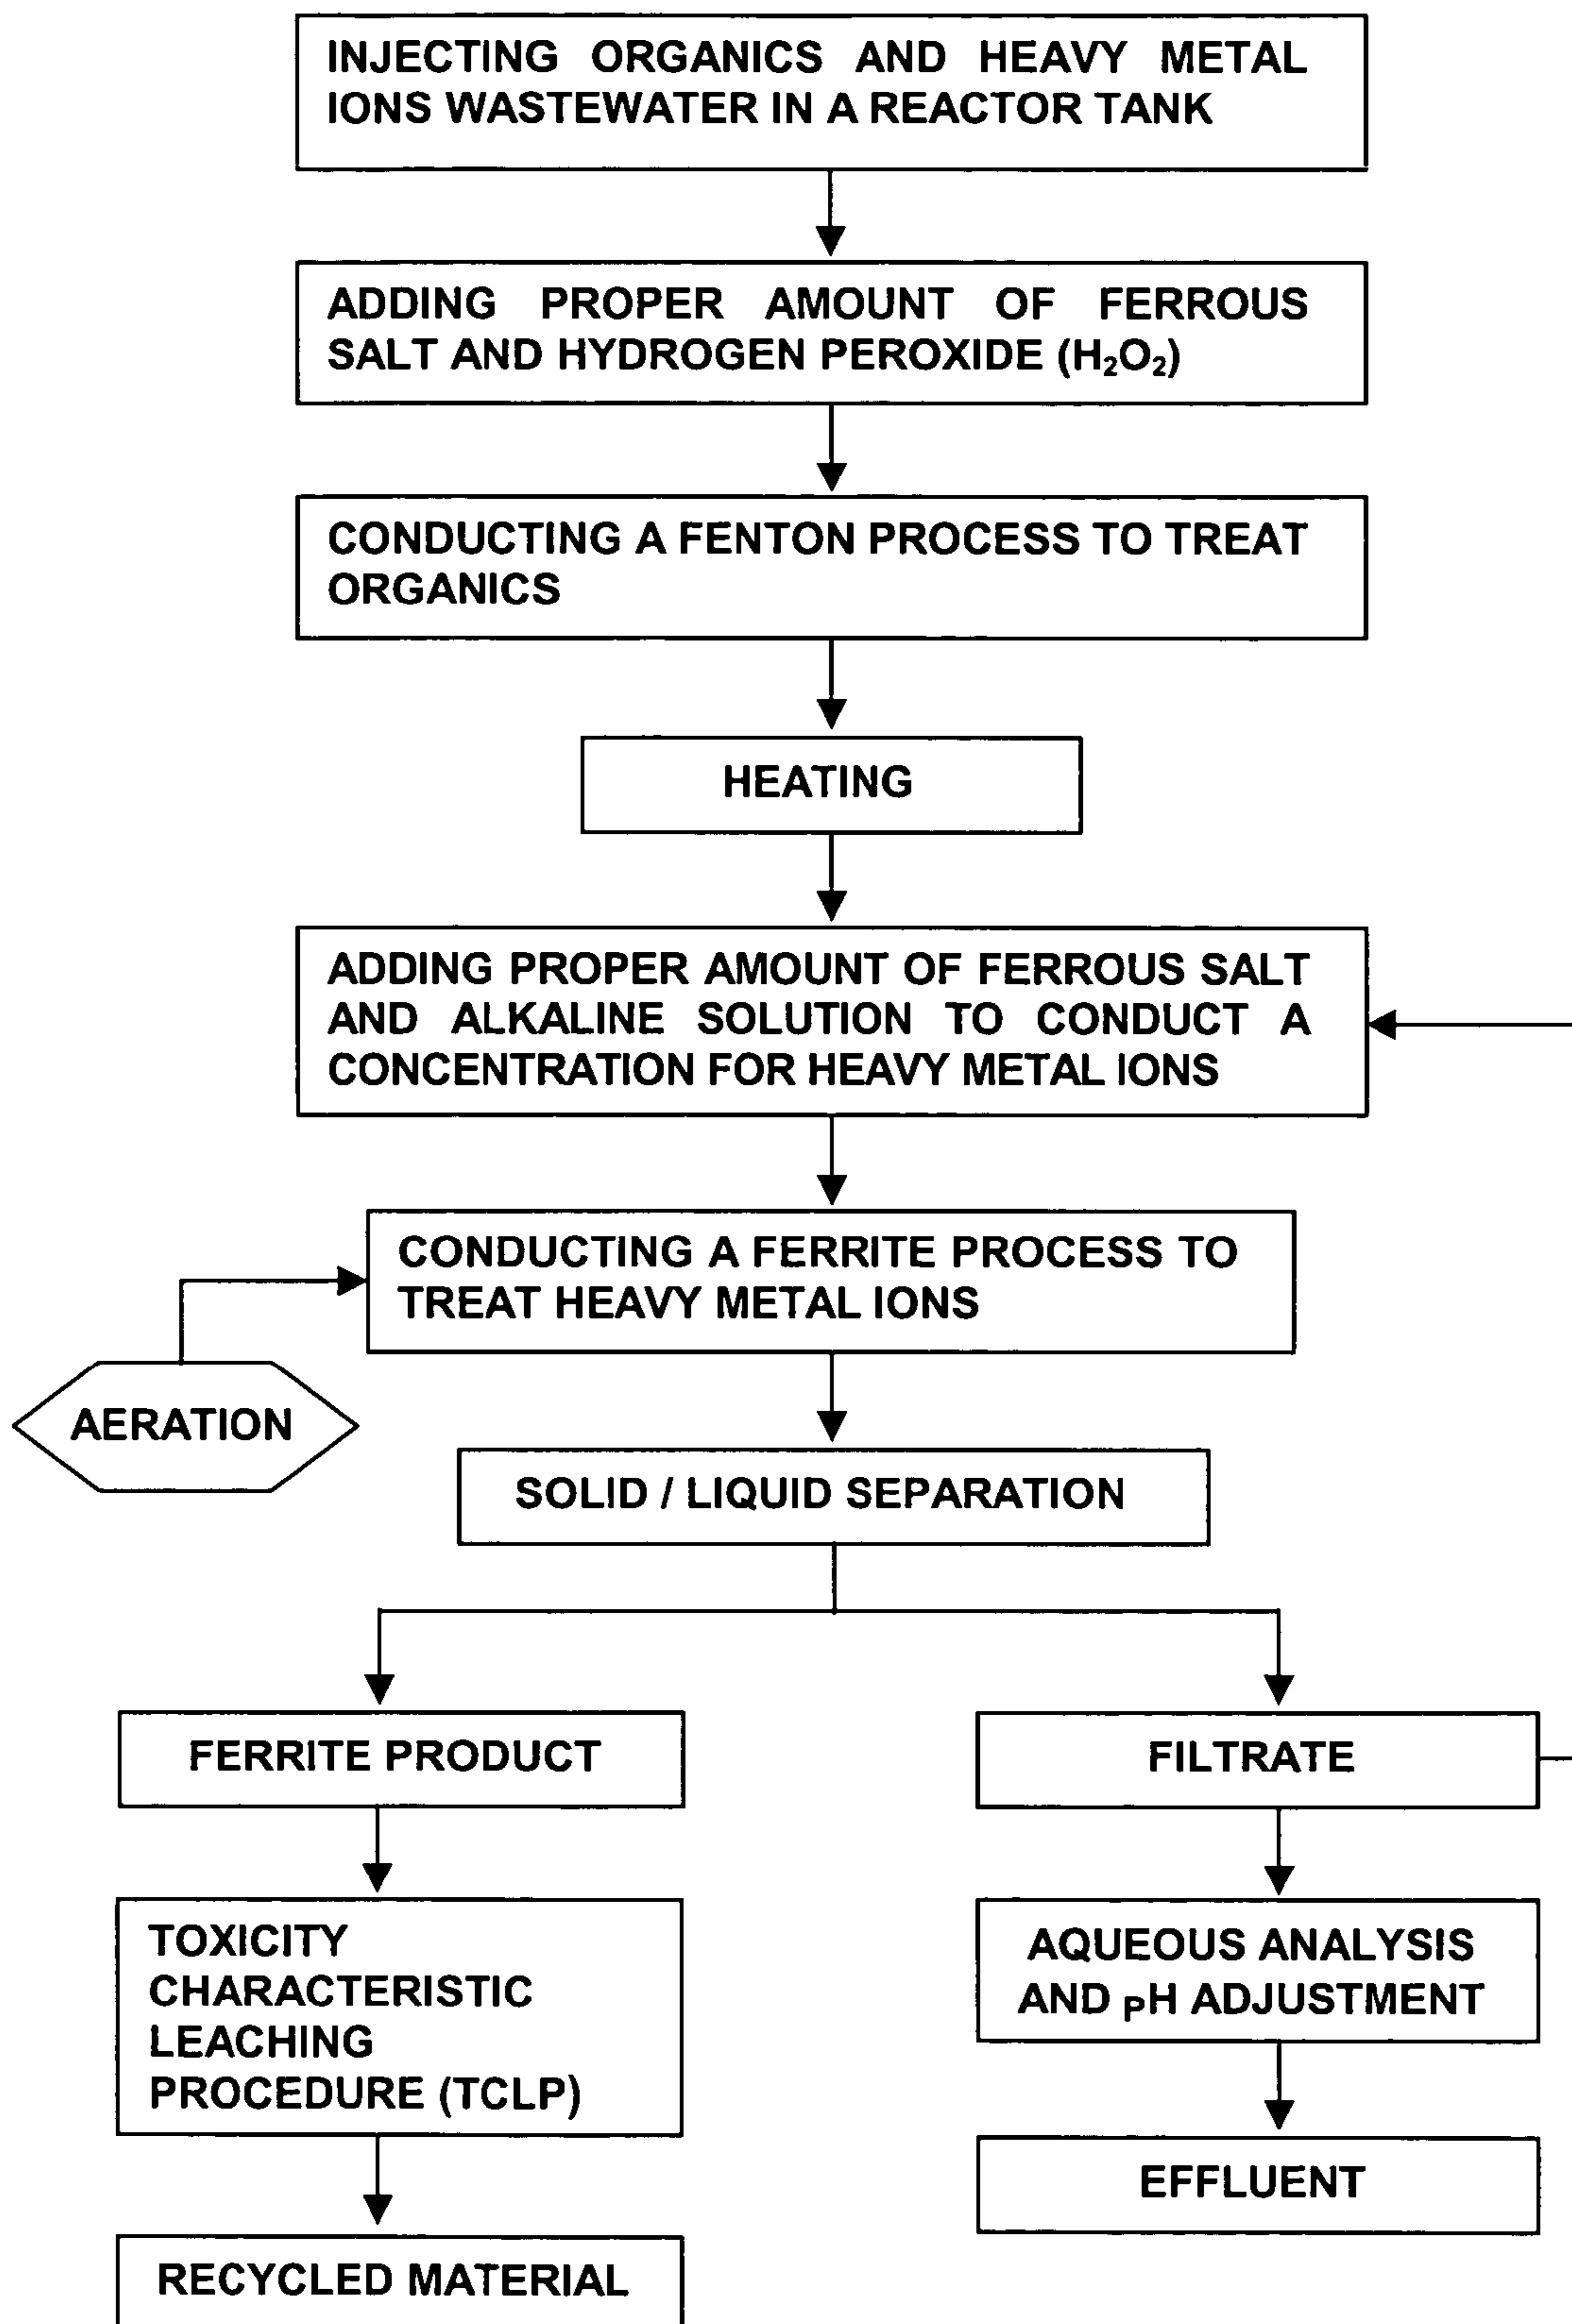 INJECTING ORGANICS AND HEAVY METAL
IONS WASTEWATER IN A REACTOR TANK
ADDING PROPER AMOUNT OF FERROUS
SALT AND HYDROGEN PEROXIDE (H₂O₂)
CONDUCTING A FENTON PROCESS TO TREAT
ORGANICS
HEATING
ADDING PROPER AMOUNT OF FERROUS SALT
AND ALKALINE SOLUTION TO CONDUCT A
CONCENTRATION FOR HEAVY METAL IONS
CONDUCTING A FERRITE PROCESS TO
TREAT HEAVY METAL IONS
AERATION
SOLID / LIQUID SEPARATION
FERRITE PRODUCT
FILTRATE
TOXICITY
CHARACTERISTIC
LEACHING
PROCEDURE (TCLP)
AQUEOUS ANALYSIS
AND pH ADJUSTMENT
EFFLUENT
RECYCLED MATERIAL